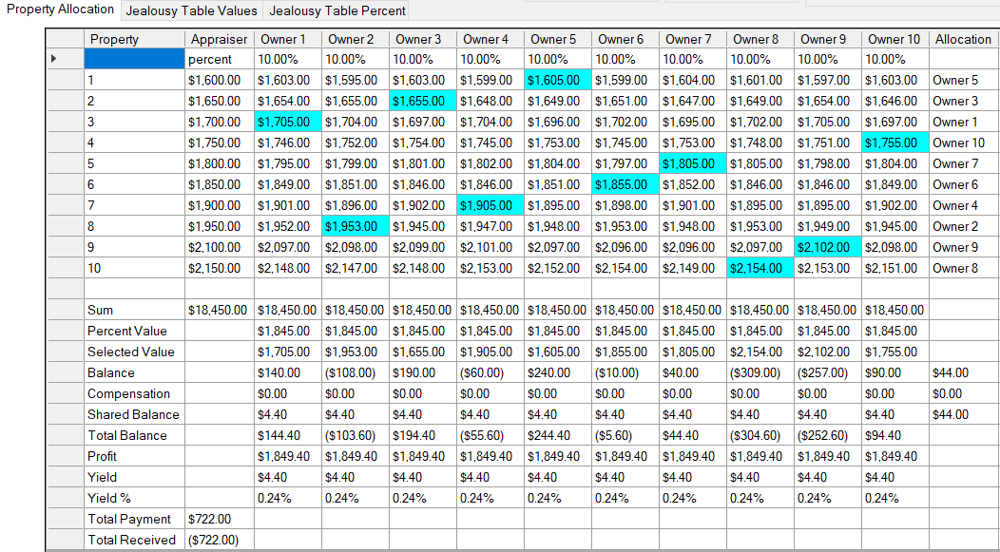 Property Allocation Jealousy Table Values Jealousy Table Percent
Property Appraiser Owner 1 Owner 2 Owner 3 Owner 4 Owner 5 Owner 6 Owner 7 Owner 8 Owner 9 Owner 10 Allocation
percent 10.00% 10.00% 10.00% 10.00% 10.00% 10.00% 10.00% 10.00% 10.00% 10.00%
1 $1,600.00 $1,603.00 $1,595.00 $1,603.00 $1,599.00 $1,605.00 $1,599.00 $1,604.00 $1,601.00 $1,597.00 $1,603.00 Owner 5
2 $1,650.00 $1,654.00 $1,655.00 $1,655.00 $1,648.00 $1,649.00 $1,651.00 $1,647.00 $1,649.00 $1,654.00 $1,646.00 Owner 3
3 $1,700.00 $1,705.00 $1,704.00 $1,697.00 $1,704.00 $1,696.00 $1,702.00 $1,695.00 $1,702.00 $1,705.00 $1,697.00 Owner 1
4 $1,750.00 $1,746.00 $1,752.00 $1,754.00 $1,745.00 $1,753.00 $1,745.00 $1,753.00 $1,748.00 $1,751.00 $1,755.00 Owner 10
5 $1,800.00 $1,795.00 $1,799.00 $1,801.00 $1,802.00 $1,804.00 $1,797.00 $1,805.00 $1,805.00 $1,798.00 $1,804.00 Owner 7
6 $1,850.00 $1,849.00 $1,851.00 $1,846.00 $1,846.00 $1,851.00 $1,855.00 $1,852.00 $1,846.00 $1,846.00 $1,849.00 Owner 6
7 $1,900.00 $1,901.00 $1,896.00 $1,902.00 $1,905.00 $1,895.00 $1,898.00 $1,901.00 $1,895.00 $1,895.00 $1,902.00 Owner 4
8 $1,950.00 $1,952.00 $1,953.00 $1,945.00 $1,947.00 $1,948.00 $1,953.00 $1,948.00 $1,953.00 $1,949.00 $1,945.00 Owner 2
9 $2,100.00 $2,097.00 $2,098.00 $2,099.00 $2,101.00 $2,097.00 $2,096.00 $2,096.00 $2,097.00 $2,102.00 $2,098.00 Owner 9
10 $2,150.00 $2,148.00 $2,147.00 $2,148.00 $2,153.00 $2,152.00 $2,154.00 $2,149.00 $2,154.00 $2,153.00 $2,151.00 Owner 8
Sum $18,450.00 $18,450.00 $18,450.00 $18,450.00 $18,450.00 $18,450.00 $18,450.00 $18,450.00 $18,450.00 $18,450.00 $18,450.00
Percent Value $1,845.00 $1,845.00 $1,845.00 $1,845.00 $1,845.00 $1,845.00 $1,845.00 $1,845.00 $1,845.00 $1,845.00
Selected Value $1,705.00 $1,953.00 $1,655.00 $1,905.00 $1,605.00 $1,855.00 $1,805.00 $2,154.00 $2,102.00 $1,755.00
Balance $140.00 ($108.00) $190.00 ($60.00) $240.00 ($10.00) $40.00 ($309.00) ($257.00) $90.00 $44.00
Compensation $0.00 $0.00 $0.00 $0.00 $0.00 $0.00 $0.00 $0.00 $0.00 $0.00 $0.00
Shared Balance $4.40 $4.40 $4.40 $4.40 $4.40 $4.40 $4.40 $4.40 $4.40 $4.40 $44.00
Total Balance $144.40 ($103.60) $194.40 ($55.60) $244.40 ($5.60) $44.40 ($304.60) ($252.60) $94.40
Profit $1,849.40 $1,849.40 $1,849.40 $1,849.40 $1,849.40 $1,849.40 $1,849.40 $1,849.40 $1,849.40 $1,849.40
Yield $4.40 $4.40 $4.40 $4.40 $4.40 $4.40 $4.40 $4.40 $4.40 $4.40
Yield % 0.24% 0.24% 0.24% 0.24% 0.24% 0.24% 0.24% 0.24% 0.24% 0.24%
Total Payment $722.00
Total Received ($722.00)